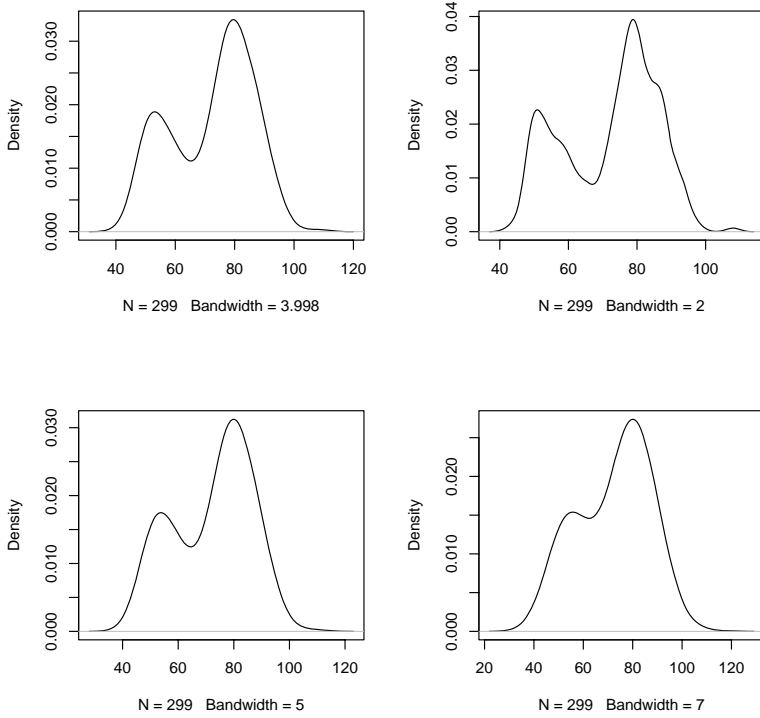 0.030
0.020
0.010
0.000
Density
40 60 80 100 120
N = 299 Bandwidth = 3.998
0.04
0.03
0.02
0.01
0.00
Density
40 60 80 100
N = 299 Bandwidth = 2
0.030
0.020
0.010
0.000
Density
40 60 80 100 120
N = 299 Bandwidth = 5
0.020
0.010
0.000
Density
20 40 60 80 100 120
N = 299 Bandwidth = 7